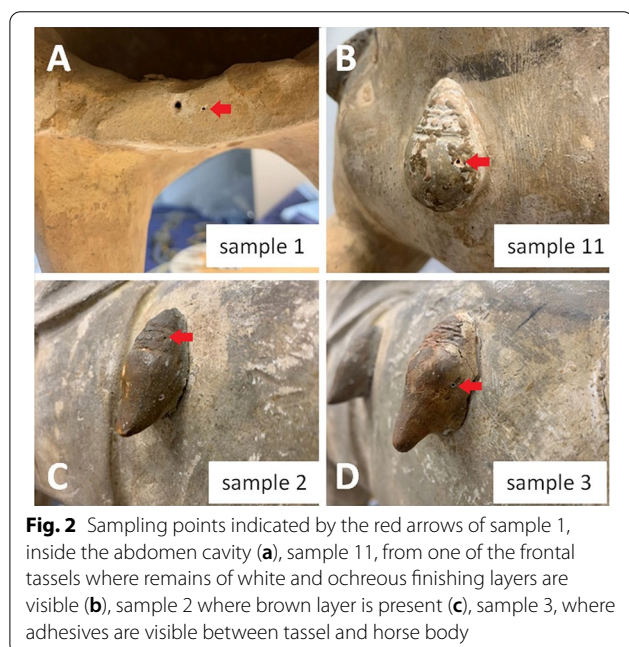 A
B
sample 1
sample 11
C
sample 2
D
sample 3
Fig. 2 Sampling points indicated by the red arrows of sample 1,
inside the abdomen cavity (a), sample 11, from one of the frontal
tassels where remains of white and ochreous finishing layers are
visible (b), sample 2 where brown layer is present (c), sample 3, where
adhesives are visible between tassel and horse body